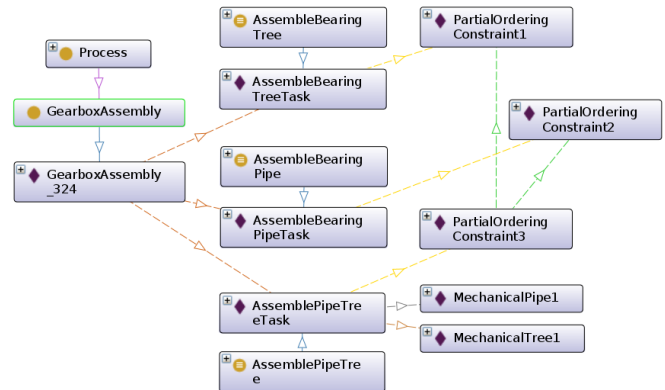 AssembleBearing
Tree
PartialOrdering
Constraint1
Process
AssembleBearing
TreeTask
GearboxAssembly
PartialOrdering
Constraint2
GearboxAssembly
_324
AssembleBearing
Pipe
AssembleBearing
PipeTask
PartialOrdering
Constraint3
AssemblePipeTre
eTask
MechanicalPipe1
MechanicalTree1
AssemblePipeTre
e